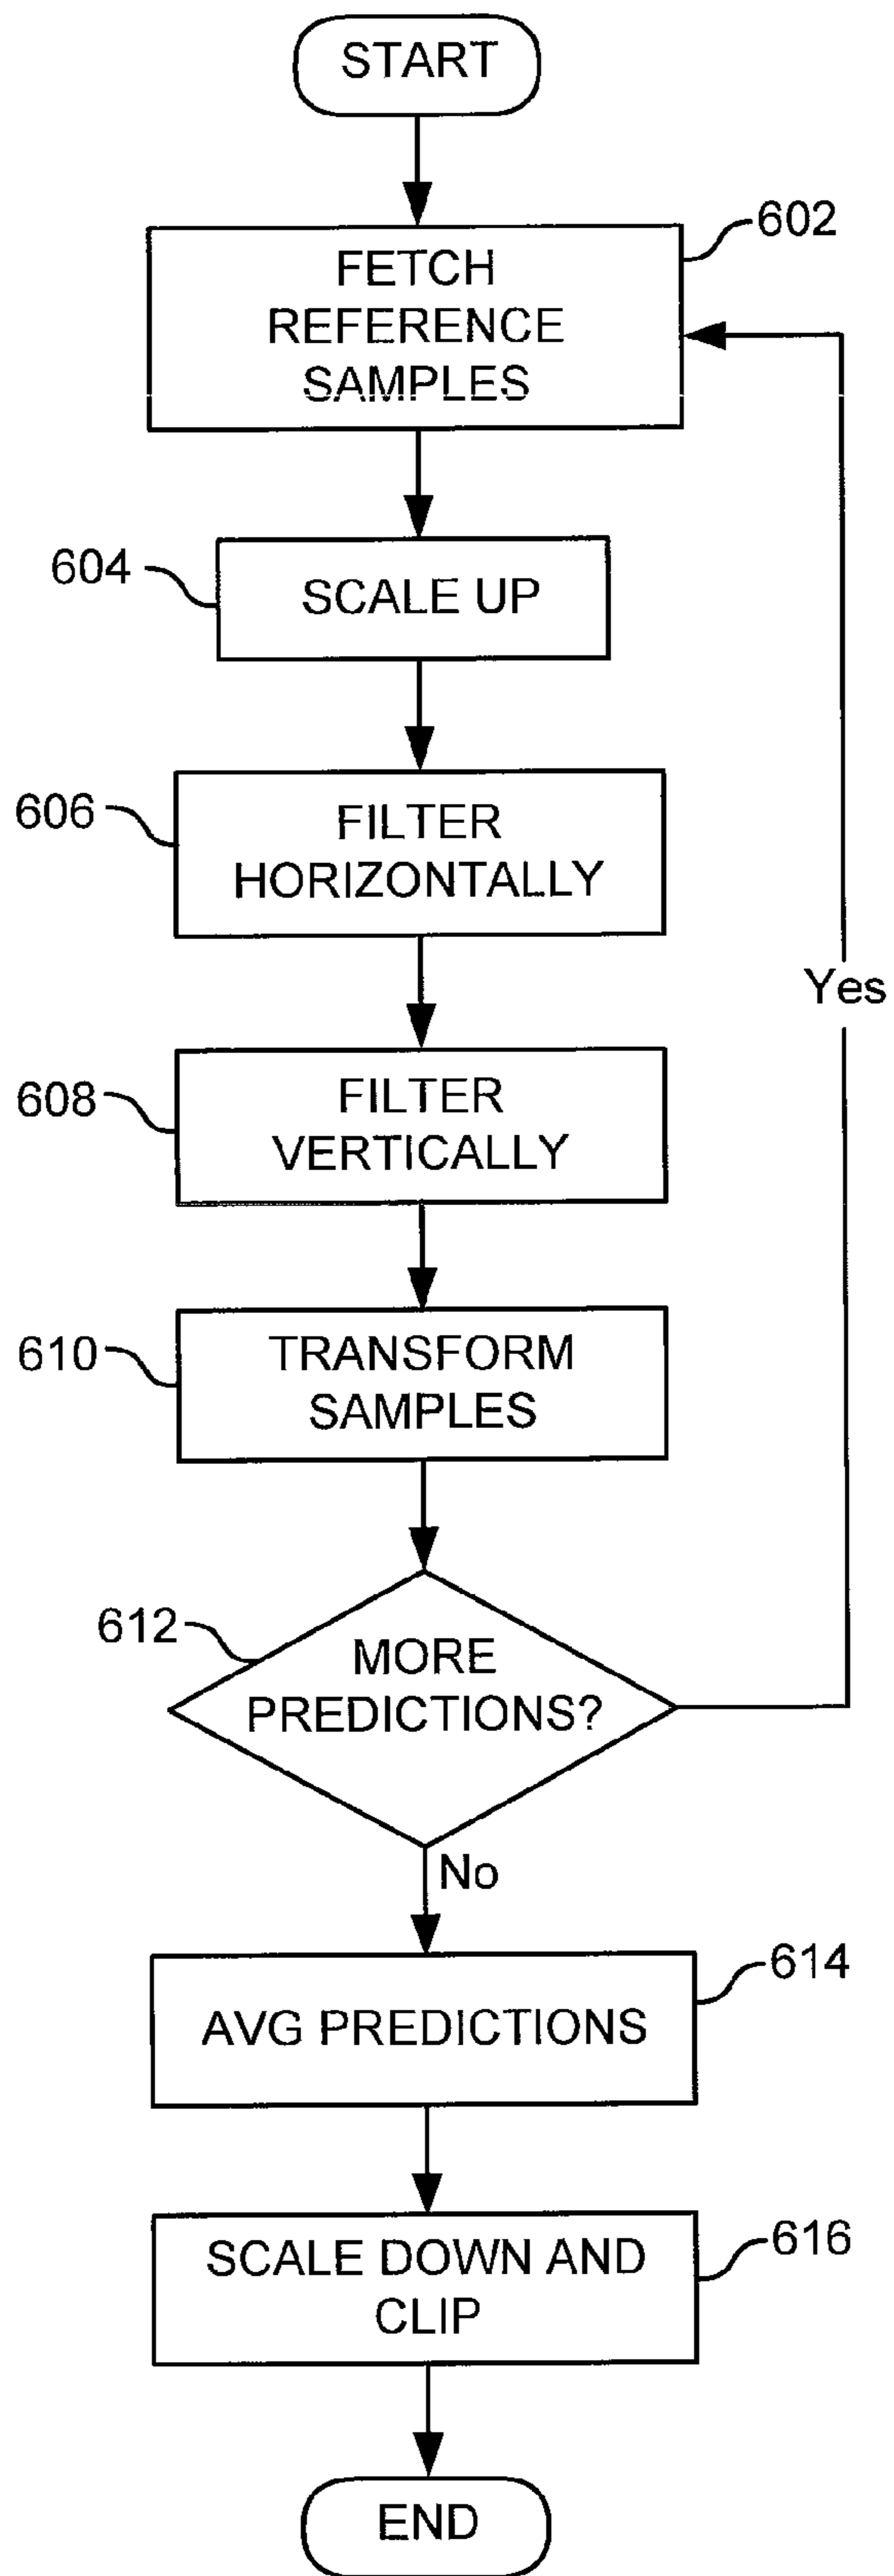 START
602
FETCH
REFERENCE
SAMPLES
604
SCALE UP
606
FILTER
HORIZONTALLY
Yes
608
FILTER
VERTICALLY
610
TRANSFORM
SAMPLES
612
MORE
PREDICTIONS?
No
614
AVG PREDICTIONS
616
SCALE DOWN AND
CLIP
END